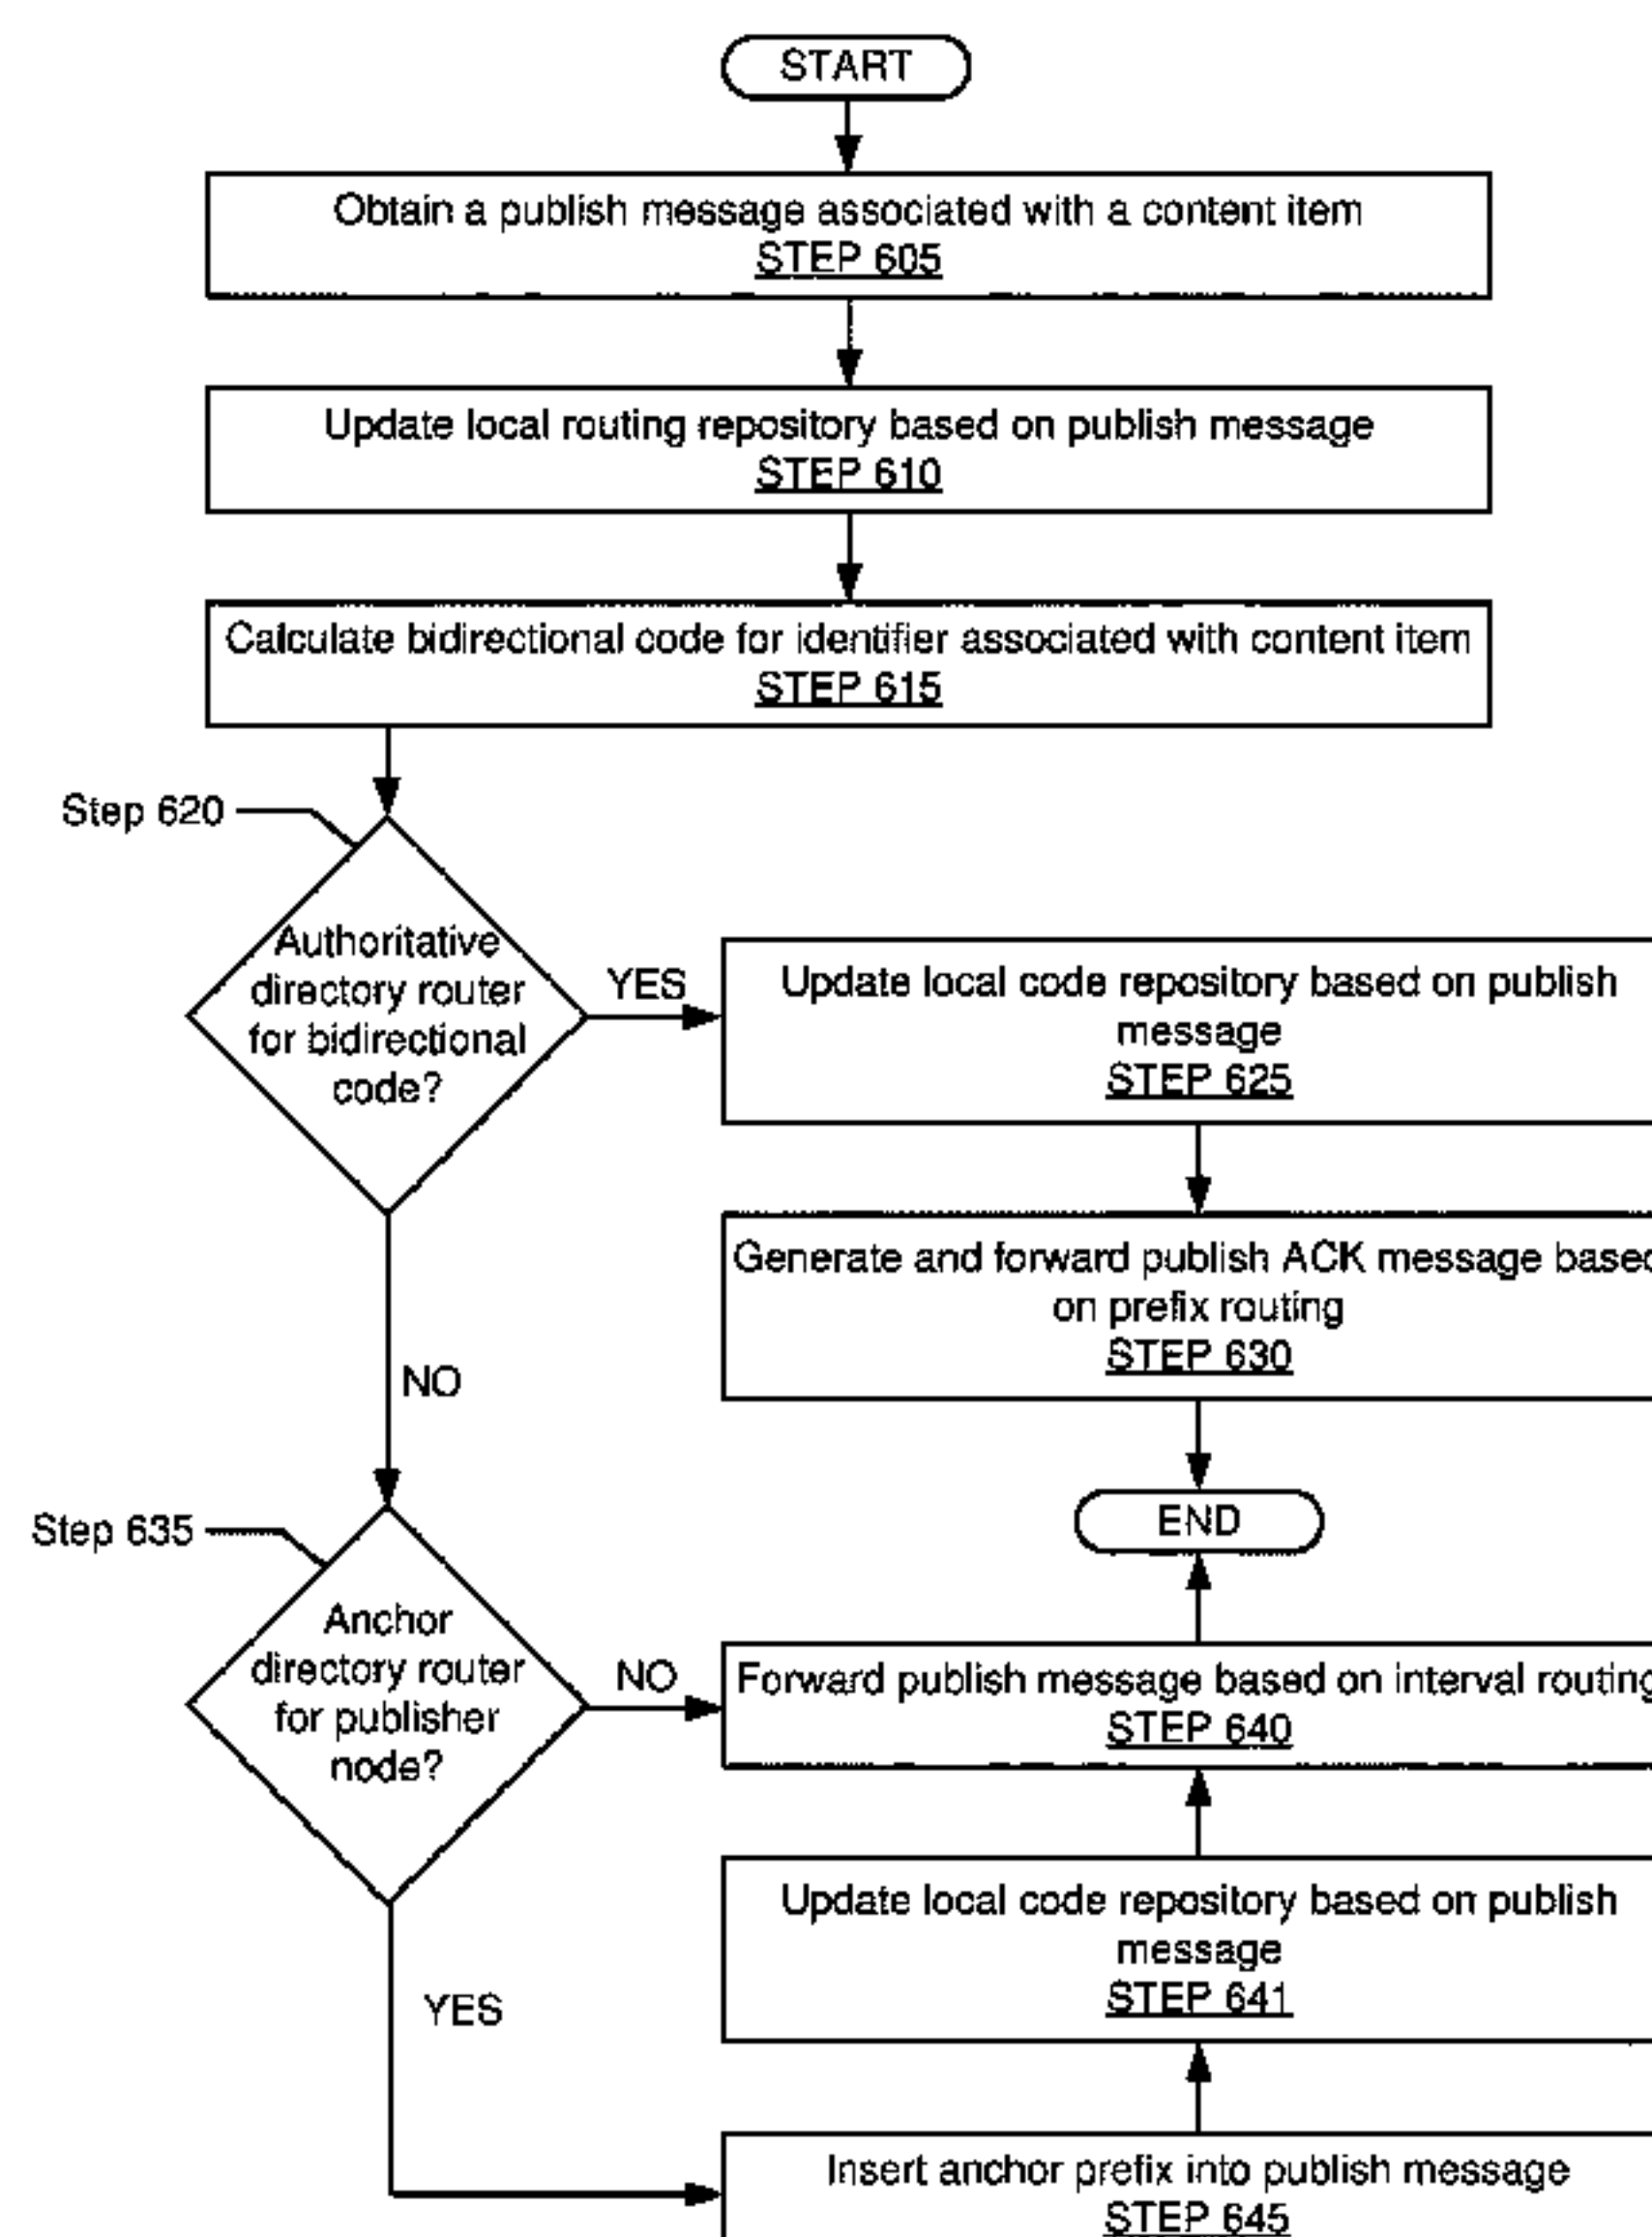 START
Obtain a publish message associated with a content item
STEP 605
Update local routing repository based on publish message
STEP 610
Calculate bidirectional code for identifier associated with content item
STEP 615
Step 620
Authoritative
directory router
for bidirectional
code?
YES
Update local code repository based on publish
message
STEP 625
Generate and forward publish ACK message based
on prefix routing
STEP 630
NO
END
Step 635
Anchor
directory router
for publisher
node?
NO
Forward publish message based on interval routing
STEP 640
Update local code repository based on publish
message
STEP 641
YES
Insert anchor prefix into publish message
STEP 645